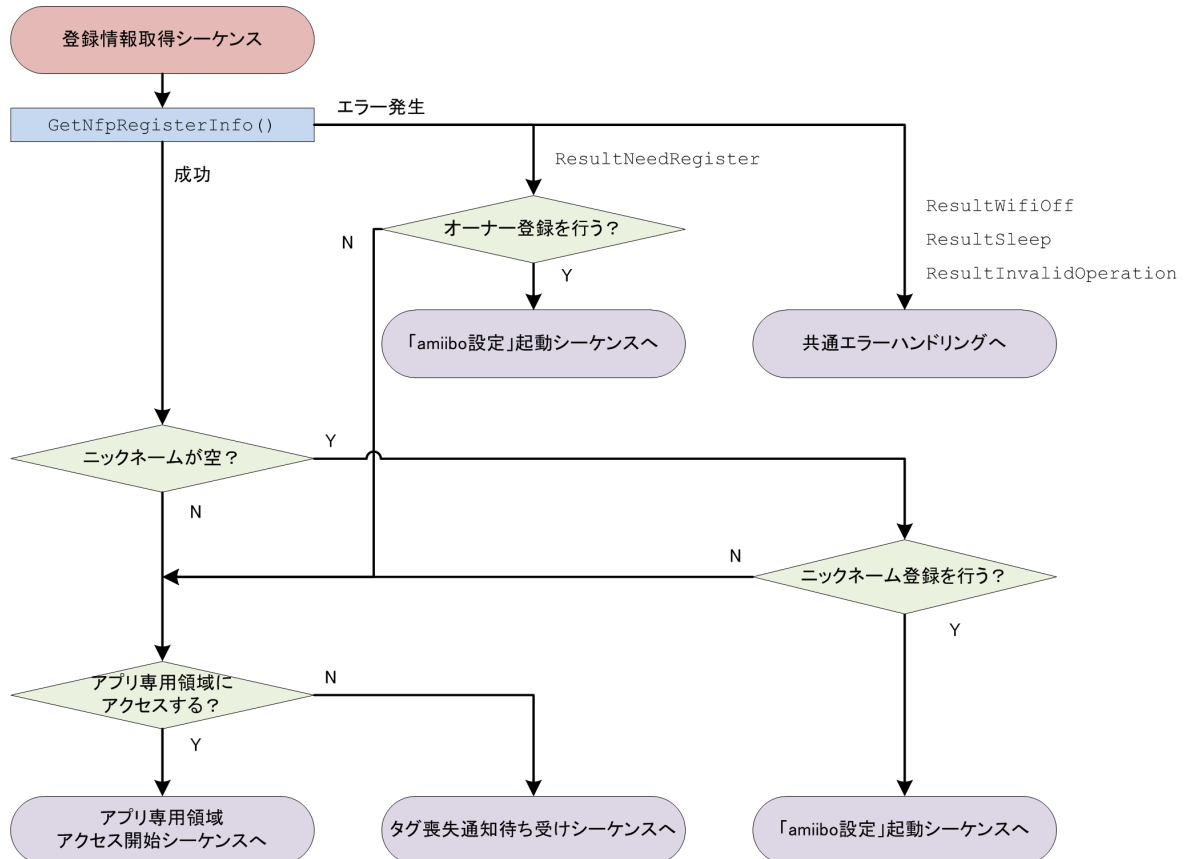 登録情報取得シーケンス
GetNfpRegisterInfo()
エラー発生
成功
ResultNeedRegister
オーナー登録を行う？
N
Y
ResultWifiOff
ResultSleep
ResultInvalidOperation
「amiibo設定」起動シーケンスへ
共通エラーハンドリングへ
ニックネームが空？
Y
N
ニックネーム登録を行う？
N
Y
アプリ専用領域に
アクセスする？
N
Y
アプリ専用領域
アクセス開始シーケンスへ
タグ喪失通知待ち受けシーケンスへ
「amiibo設定」起動シーケンスへ